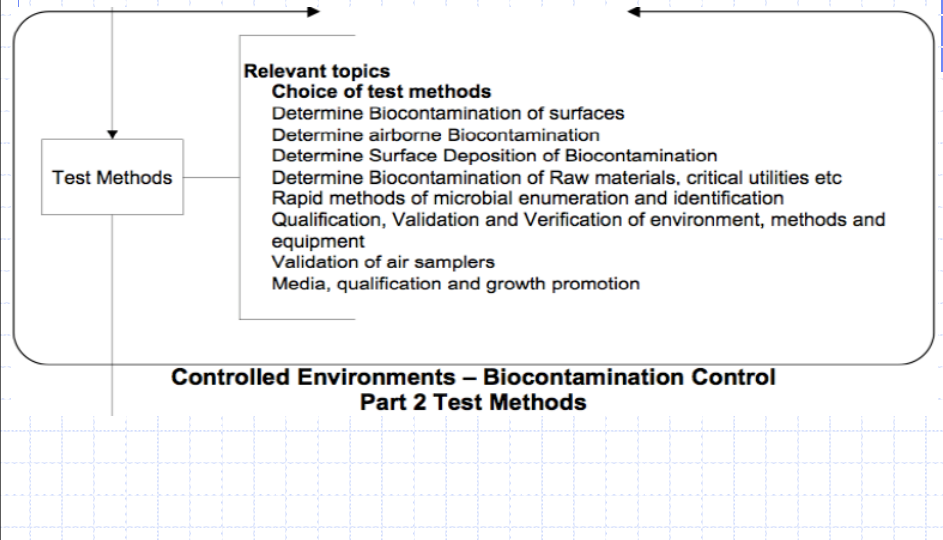 Relevant topics
Choice of test methods
Determine Biocontamination of surfaces
Determine airborne Biocontamination
Determine Surface Deposition of Biocontamination
Test Methods
Determine Biocontamination of Raw materials, critical utilities etc
Rapid methods of microbial enumeration and identification
Qualification, Validation and Verification of environment, methods and
equipment
Validation of air samplers
Media, qualification and growth promotion
Controlled Environments – Biocontamination Control
Part 2 Test Methods